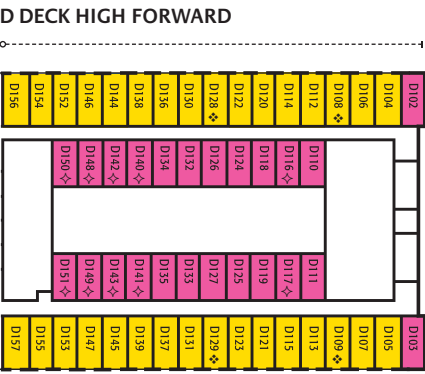 D DECK HIGH FORWARD
D156 D154 D152 D146 D144 D138 D136 D130 D128 D122 D120 D114 D112 D108 D106 D104 D102
D150 D148 D142 D140 D134 D132 D126 D124 D118 D116 D110
D151 D149 D143 D141 D135 D133 D127 D125 D119 D117 D111
D157 D155 D153 D147 D145 D139 D137 D131 D129 D123 D121 D115 D113 D109 D107 D105 D103